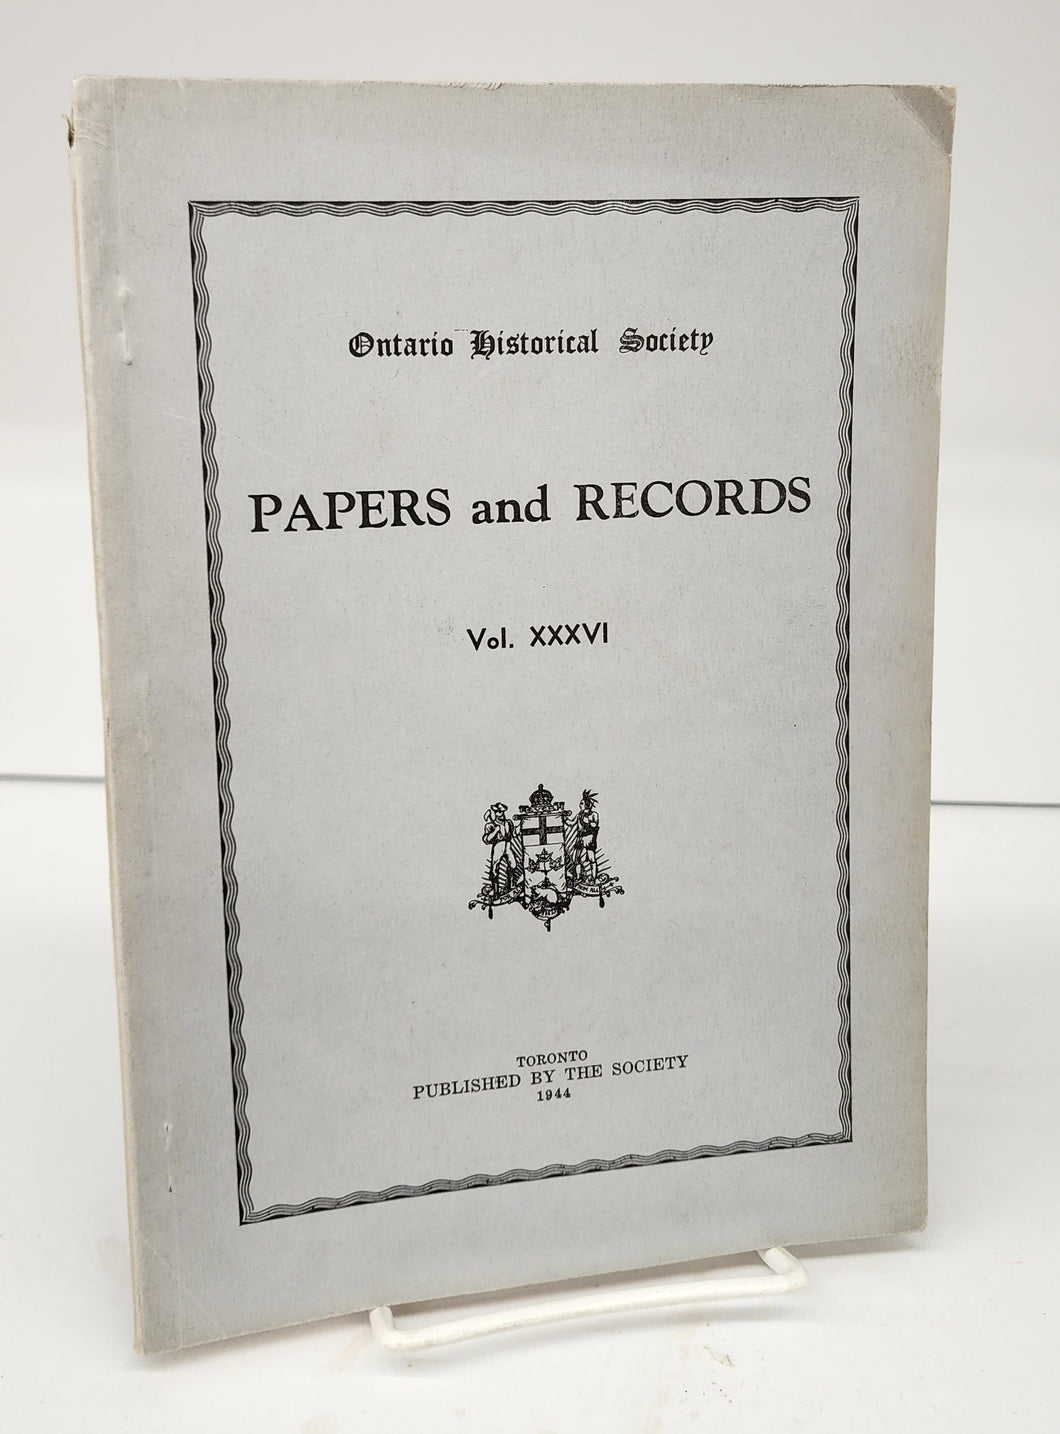 Ontario Historical Society
PAPERS and RECORDS
Vol. XXXVI
TORONTO
PUBLISHED BY THE SOCIETY
1944